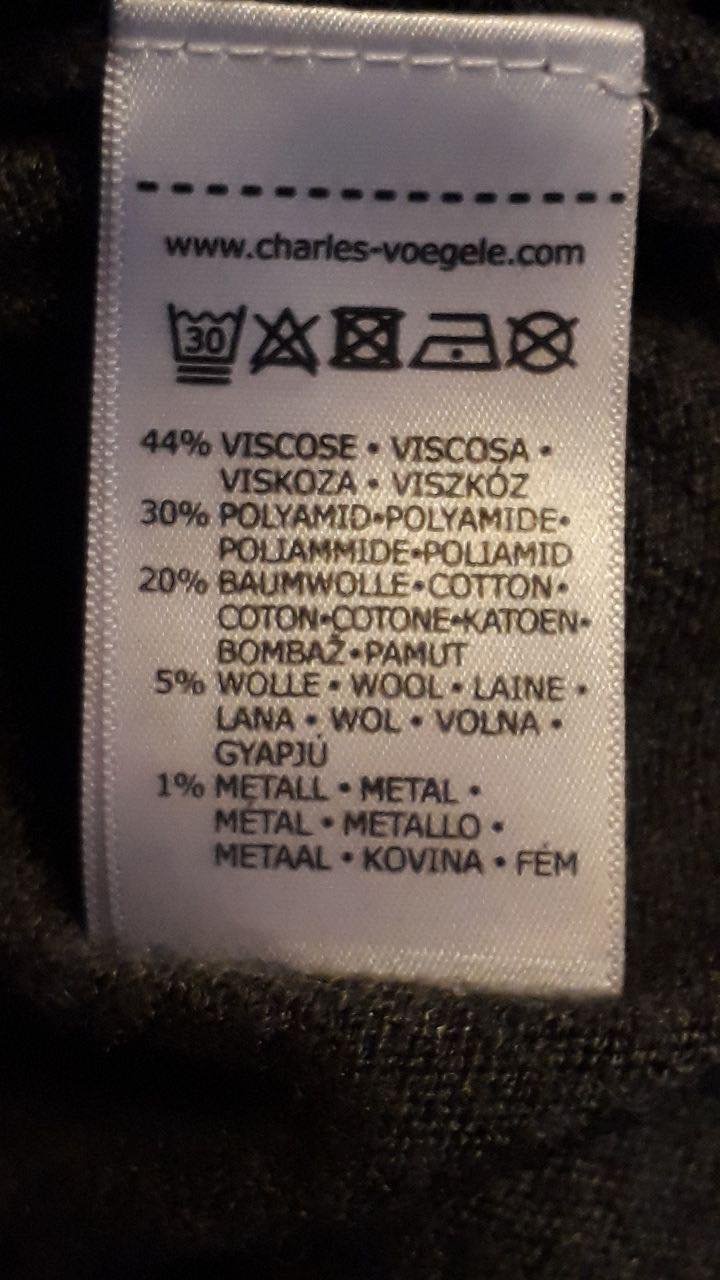 www.charles-voegele.com
30
44% VISCOSE • VISCOSA •
VISKOZA • VISZKÓZ
30% POLYAMID•POLYAMIDE•
POLIAMMIDE•POLIAMID
20% BAUMWOLLE•COTTON•
COTON•COTONE•KATOEN•
BOMBAŽ•PAMUT
5% WOLLE • WOOL • LAINE •
LANA • WOL • VOLNA •
GYAPJÚ
1% METALL • METAL •
MÉTAL • METALLO •
METAAL • KOVINA • FÉM